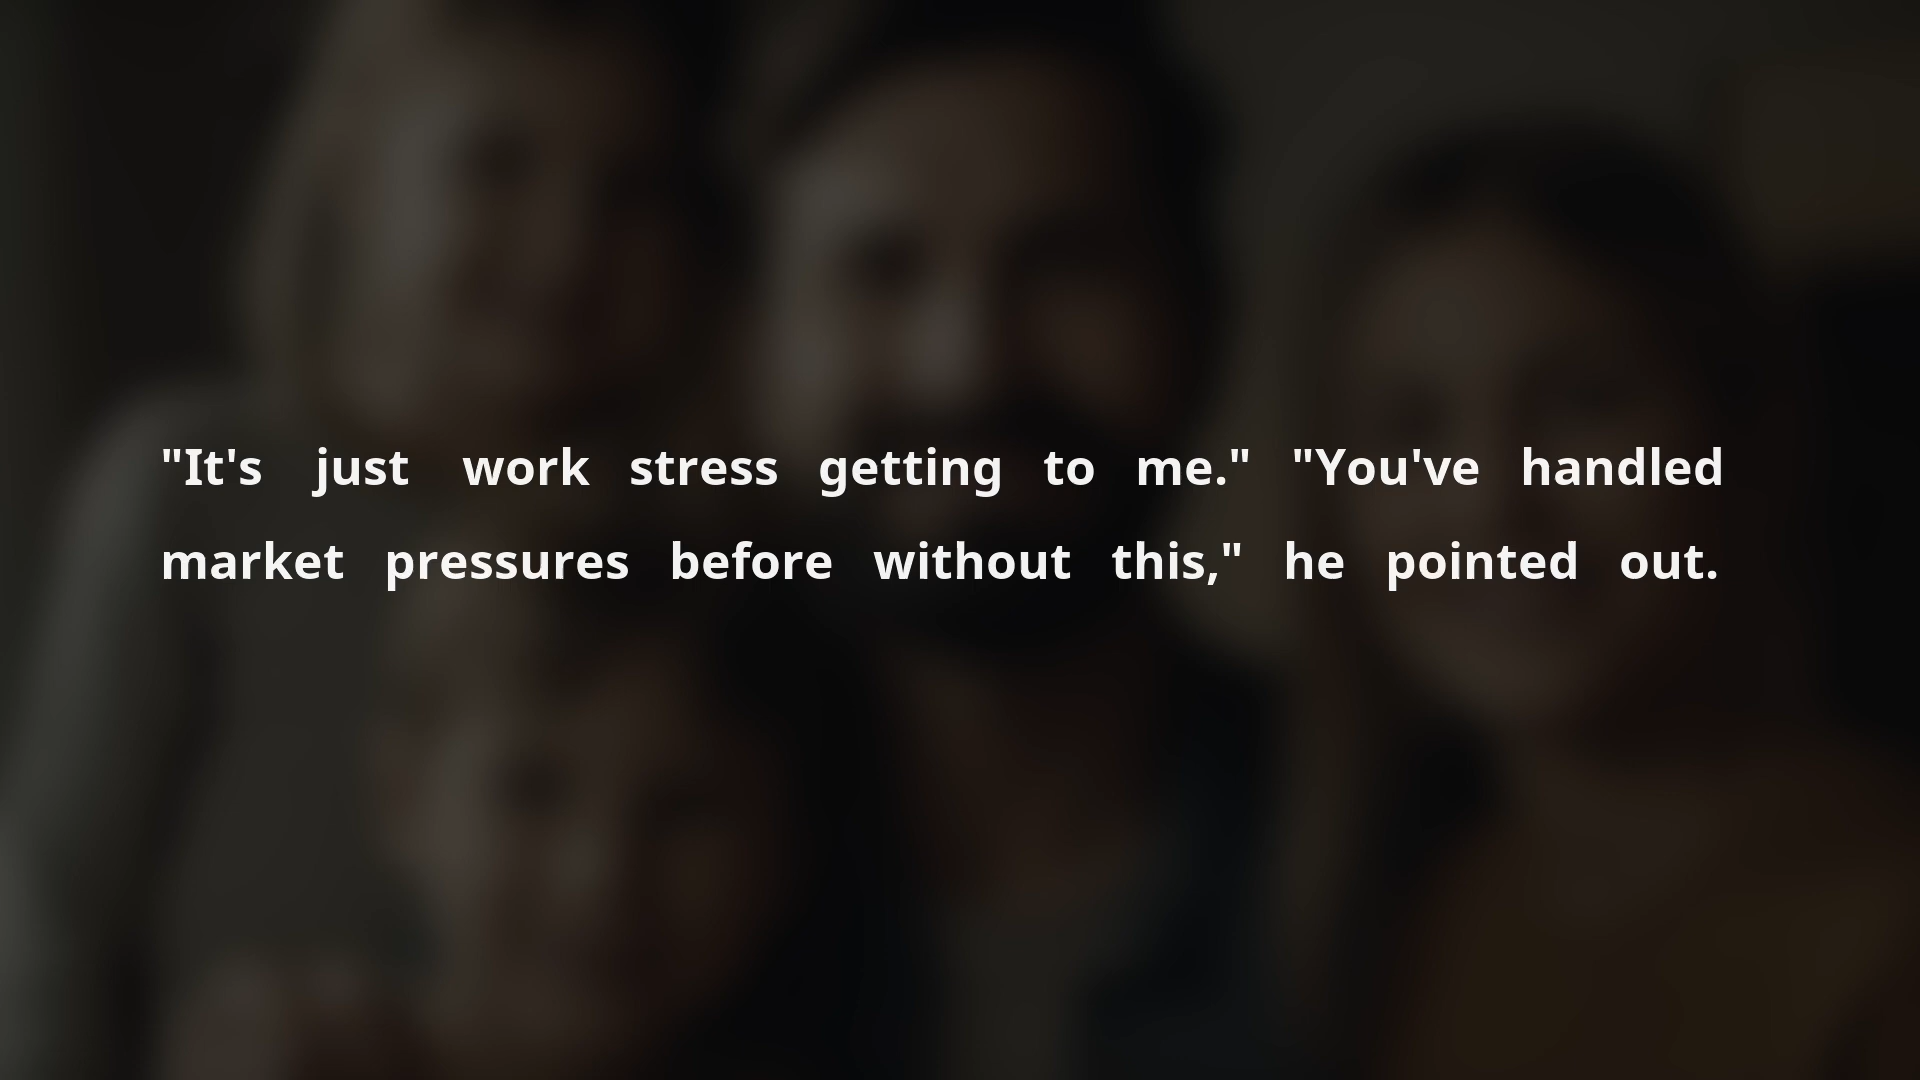 "It's just work stress getting to me." "You've handled
market pressures before without this," he pointed out.